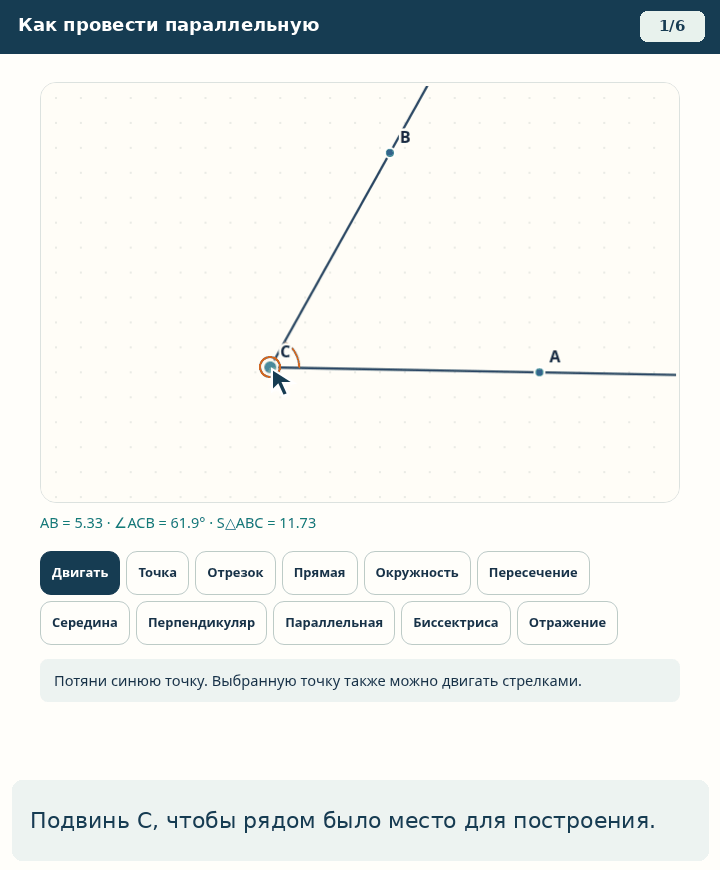 Как провести параллельную
1/6
B
C
A
AB = 5.33 · ∠ACB = 61.9° · S△ABC = 11.73
Двигать Точка Отрезок Прямая Окружность Пересечение
Середина Перпендикуляр Параллельная Биссектриса Отражение
Потяни синюю точку. Выбранную точку также можно двигать стрелками.
Подвинь C, чтобы рядом было место для построения.